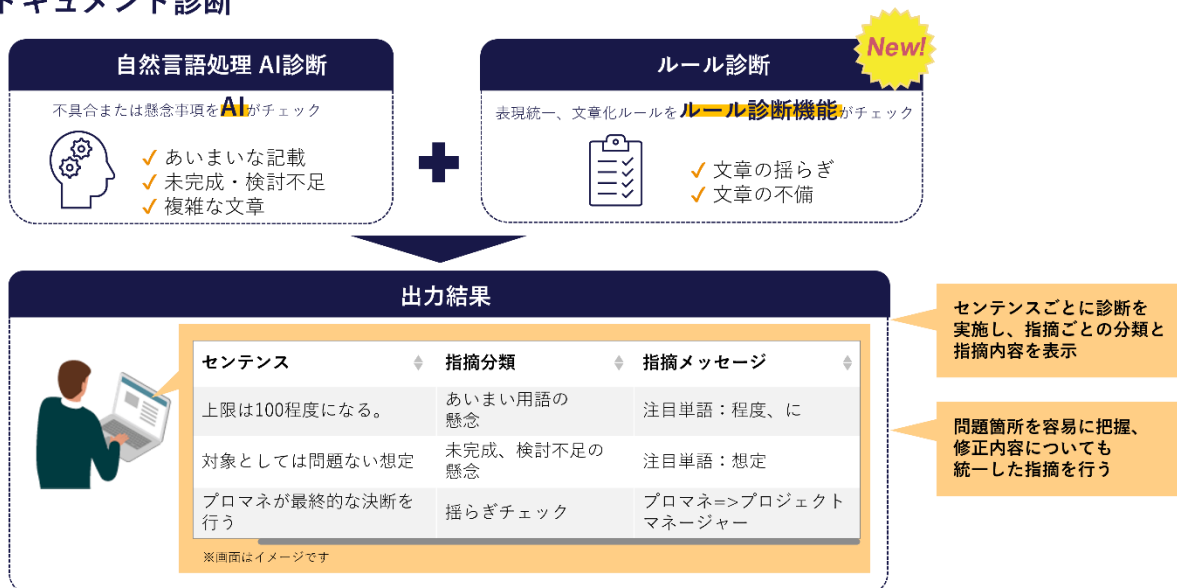 ドキュメント診断
New!
自然言語処理 AI診断
不具合または懸念事項をAIがチェック
✓ あいまいな記載
✓ 未完成・検討不足
✓ 複雑な文章
ルール診断
表現統一、文章化ルールをルール診断機能がチェック
✓ 文章の揺らぎ
✓ 文章の不備
出力結果
センテンス 指摘分類 指摘メッセージ
上限は100程度になる。
あいまい用語の
懸念
注目単語：程度、に
対象としては問題ない想定
未完成、検討不足の
懸念
注目単語：想定
プロマネが最終的な決断を
行う
揺らぎチェック
プロマネ=>プロジェクト
マネージャー
※画面はイメージです
センテンスごとに診断を
実施し、指摘ごとの分類と
指摘内容を表示
問題箇所を容易に把握、
修正内容についても
統一した指摘を行う